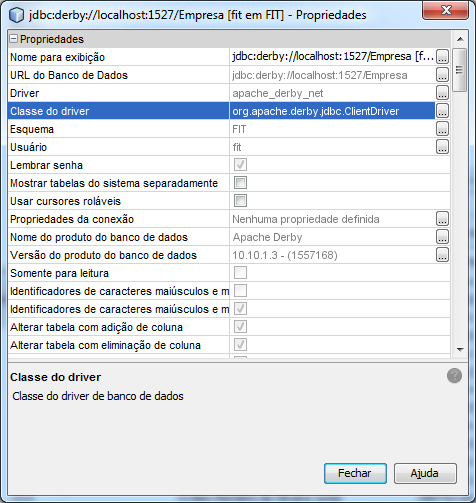 jdbc:derby://localhost:1527/Empresa [fit em FIT] - Propriedades
Propriedades
Nome para exibição jdbc:derby://localhost:1527/Empresa [f... ...
URL do Banco de Dados jdbc:derby://localhost:1527/Empresa ...
Driver apache_derby_net ...
Classe do driver org.apache.derby.jdbc.ClientDriver ...
Esquema FIT ...
Usuário fit ...
Lembrar senha
Mostrar tabelas do sistema separadamente
Usar cursores roláveis
Propriedades da conexão Nenhuma propriedade definida ...
Nome do produto do banco de dados Apache Derby ...
Versão do produto do banco de dados 10.10.1.3 - (1557168) ...
Somente para leitura
Identificadores de caracteres maiúsculos e m
Identificadores de caracteres maiúsculos e m
Alterar tabela com adição de coluna
Alterar tabela com eliminação de coluna
Classe do driver ?
Classe do driver de banco de dados
Fechar Ajuda